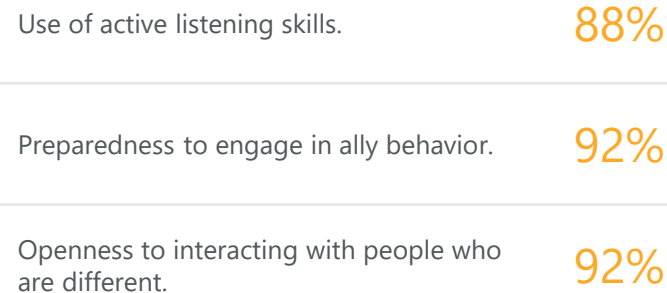 Use of active listening skills. 88%
Preparedness to engage in ally behavior. 92%
Openness to interacting with people who
are different. 92%